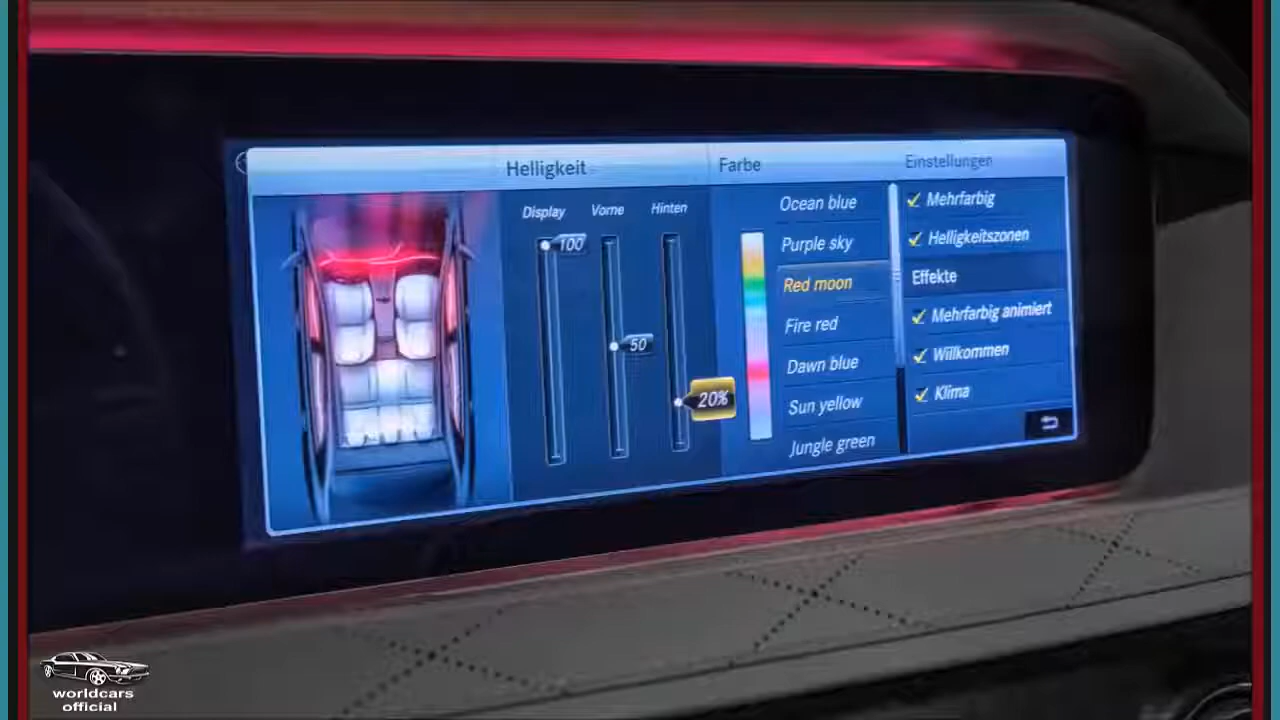 Helligkeit
Farbe
Einstellungen
Display
Vorne
Hinten
100
50
20%
Ocean blue
Purple sky
Red moon
Fire red
Dawn blue
Sun yellow
Jungle green
Mehrfarbig
Helligkeitszonen
Effekte
Mehrfarbig animiert
Willkommen
Klima
worldcars
official